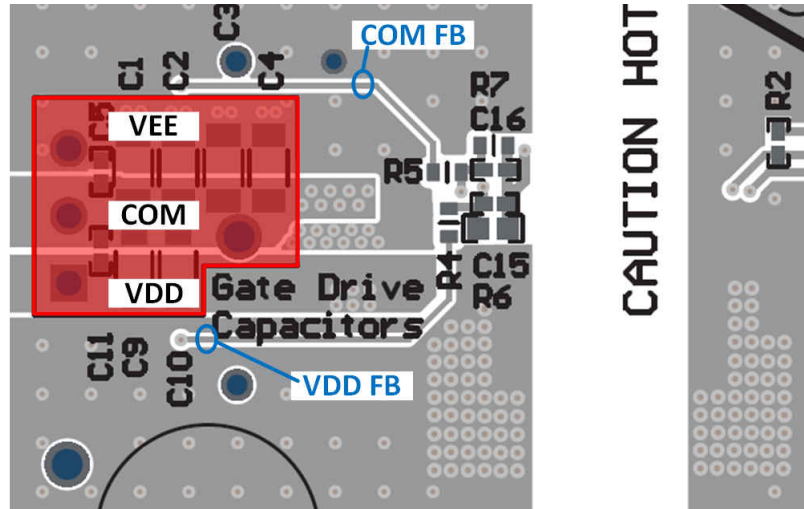 C3
COM FB
C1
C2
C4
R7
C16
C5
VEE
R5
COM
VDD
R4
C15
R6
Gate Drive
Capacitors
C11
C9
C10
VDD FB
CAUTION HOT
R2